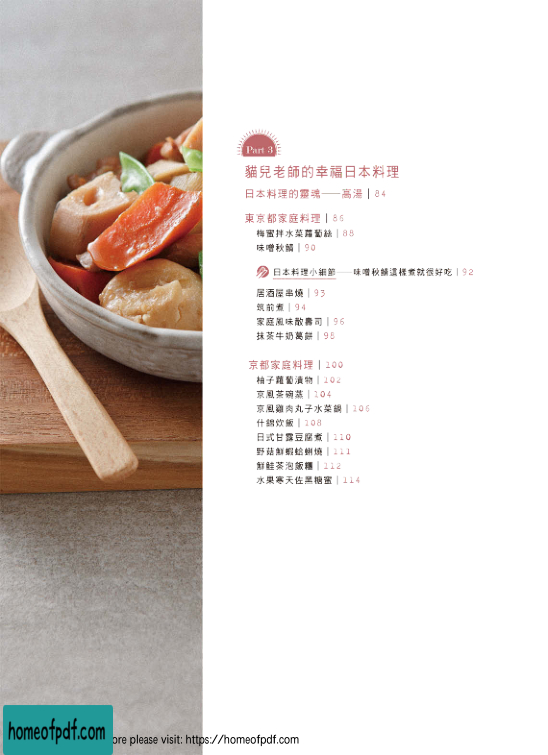 Part 3
貓兒老師的幸福日本料理
日本料理的靈魂——高湯 | 84
東京都家庭料理 | 86
梅蜜拌水菜蘿蔔絲 | 88
味噌秋鯖 | 90
日本料理小細節——味噌秋鯖這樣煮就很好吃 | 92
居酒屋串燒 | 93
筑前煮 | 94
家庭風味散壽司 | 96
抹茶牛奶葛餅 | 98
京都家庭料理 | 100
柚子蘿蔔漬物 | 102
京風茶碗蒸 | 104
京風雞肉丸子水菜鍋 | 106
什錦炊飯 | 108
日式甘露豆腐煮 | 110
野菇鮮蝦蛤蜊燒 | 111
鮮鮭茶泡飯糰 | 112
水果寒天佐黑糖蜜 | 114
homeofpdf.com
ore please visit: https://homeofpdf.com